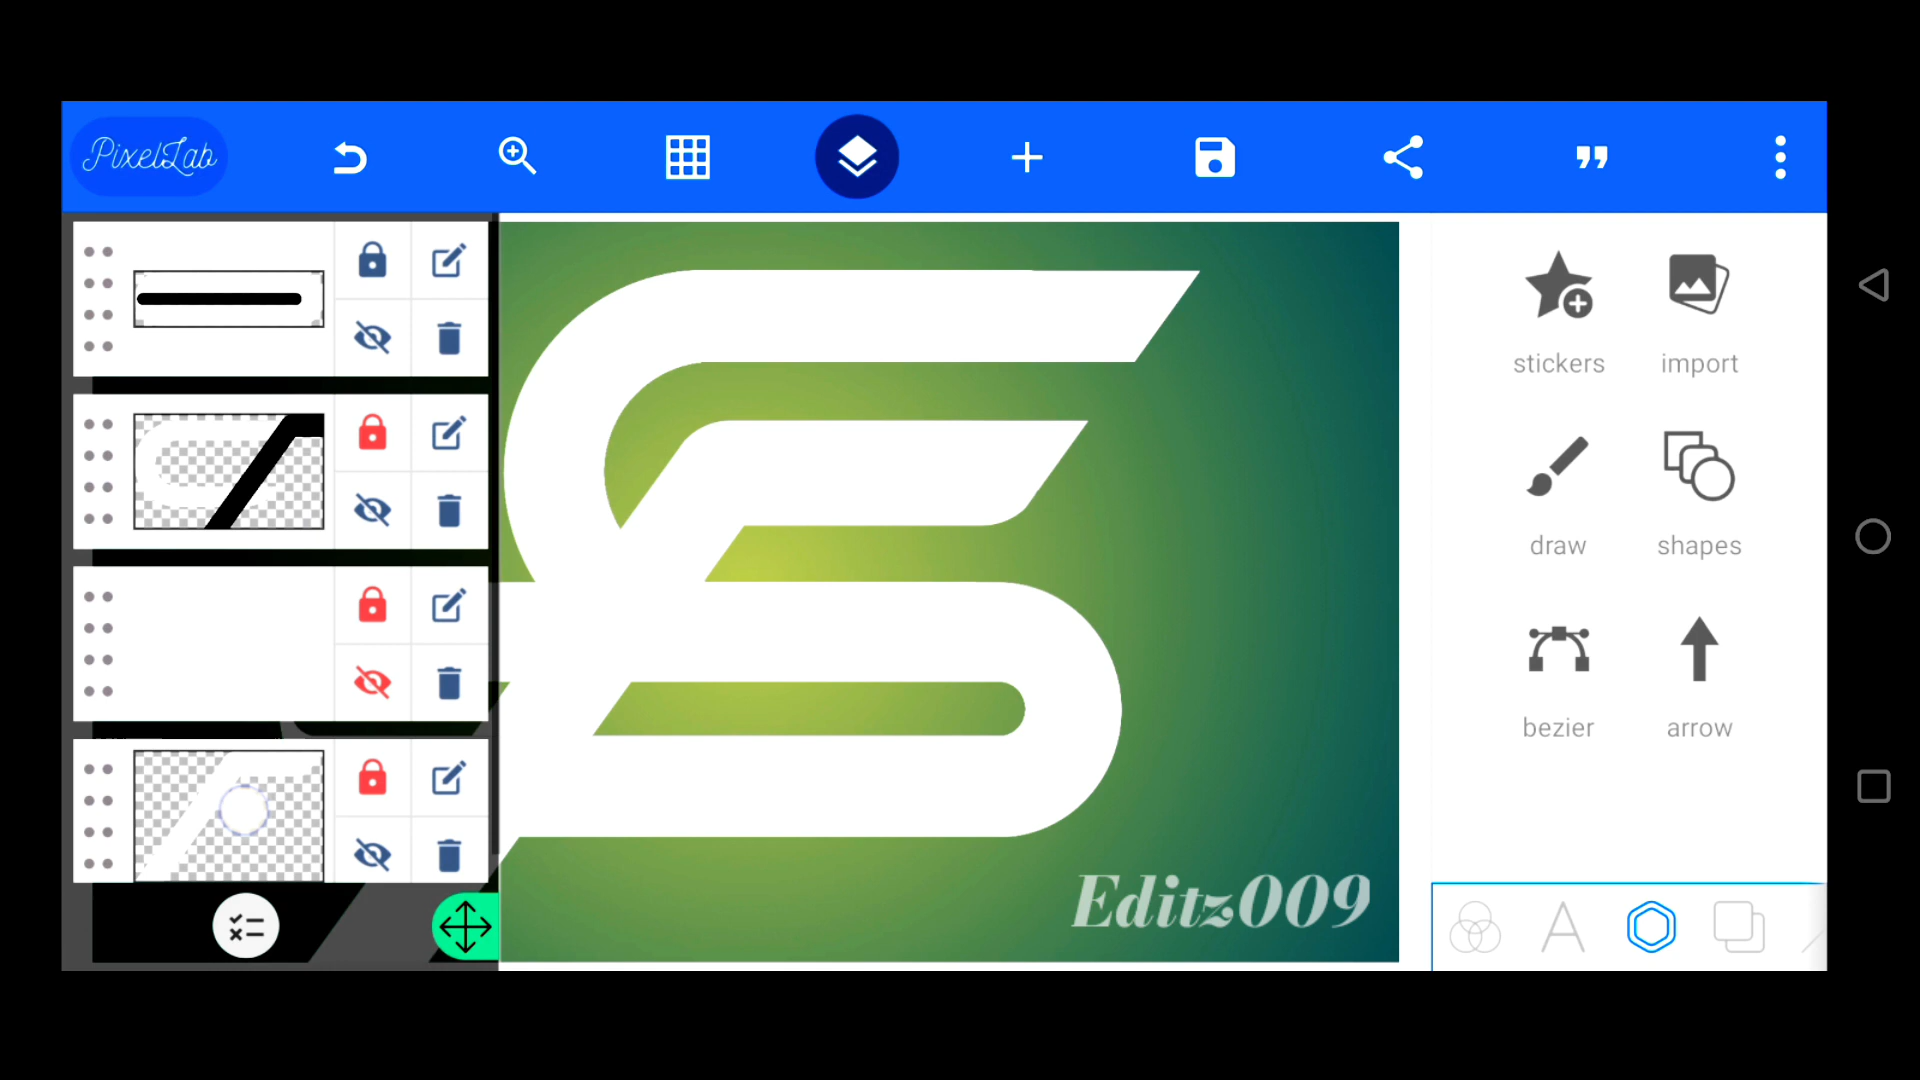 PixelLab
stickers
import
draw
shapes
bezier
arrow
Editz009